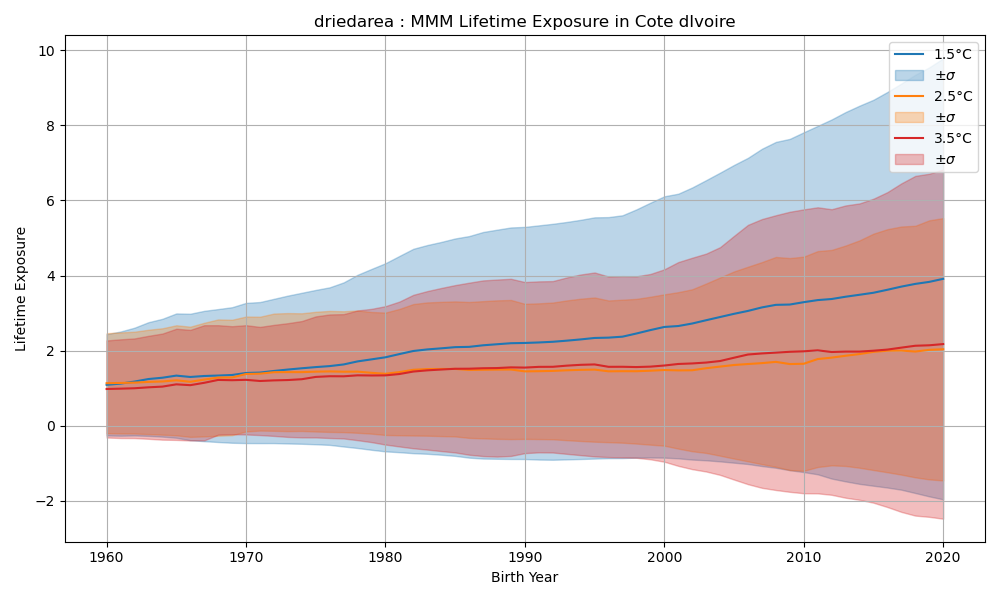 driedarea : MMM Lifetime Exposure in Cote dIvoire
Lifetime Exposure
10
8
6
4
2
0
−2
1.5°C
±σ
2.5°C
±σ
3.5°C
±σ
1960
1970
1980
1990
2000
2010
2020
Birth Year